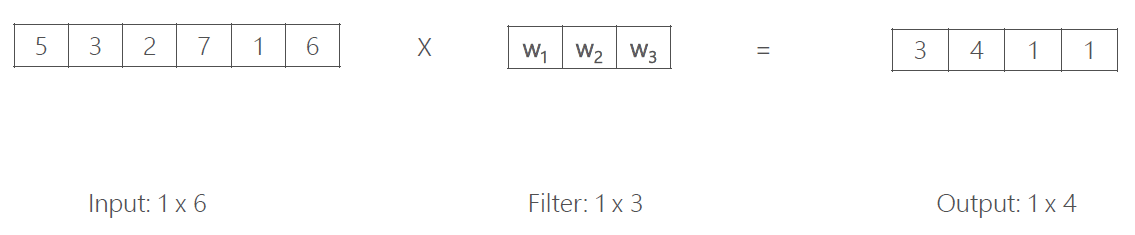 5 3 2 7 1 6 X w₁ w₂ w₃ = 3 4 1 1
Input: 1 x 6 Filter: 1 x 3 Output: 1 x 4